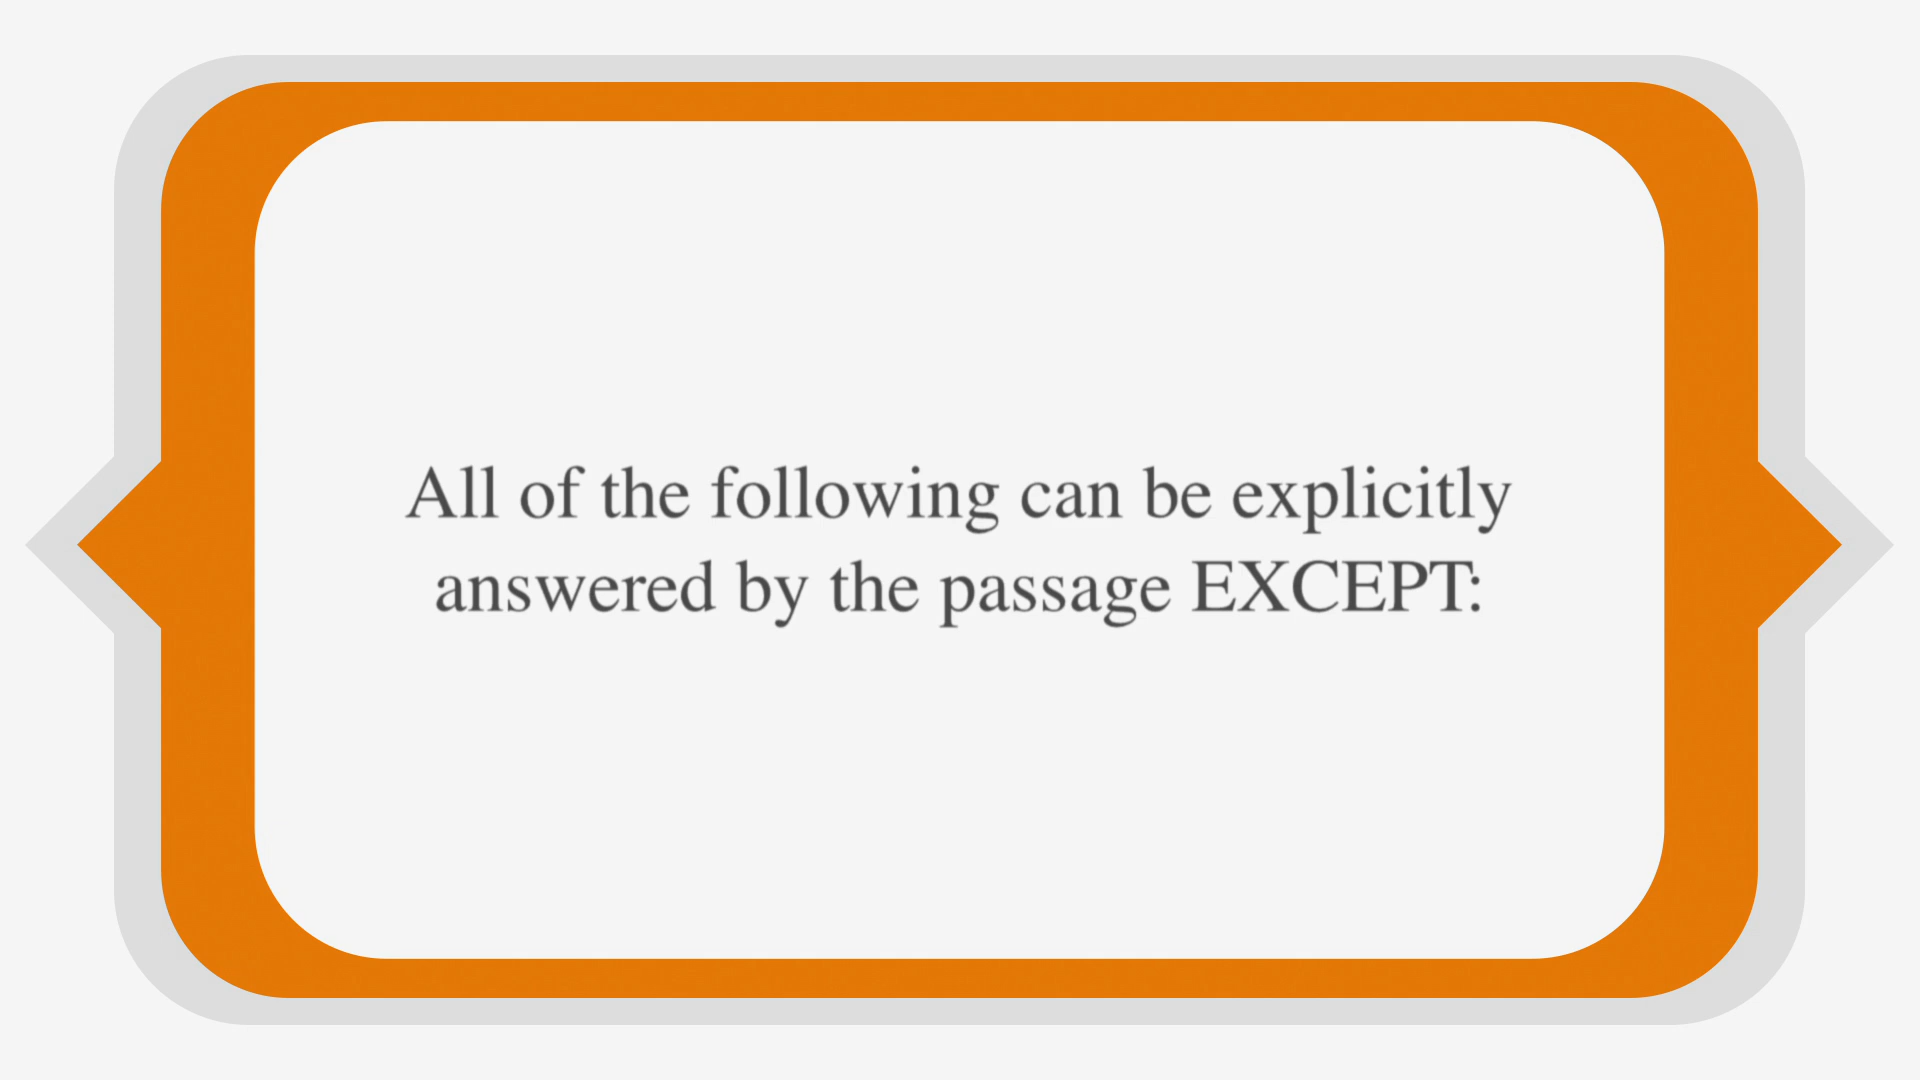 All of the following can be explicitly
answered by the passage EXCEPT: